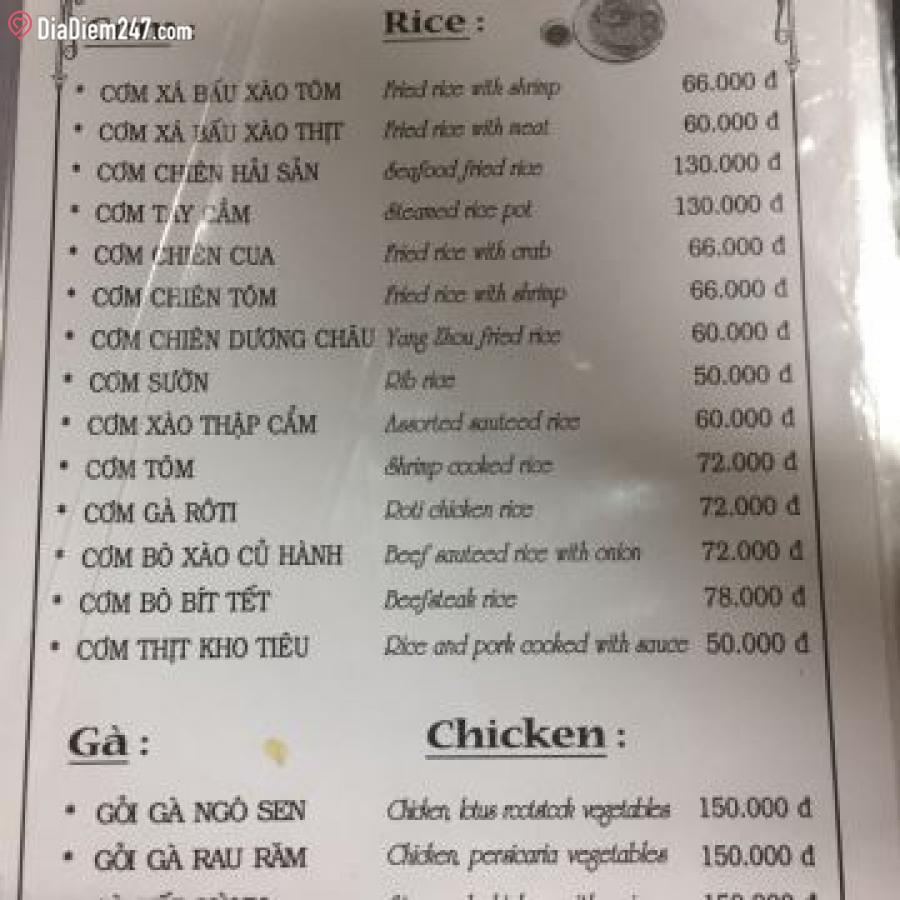 DiaDiem247.com
Rice :
* CƠM XÁ BẤU XÀO TÔM Fried rice with shrimp 66.000 đ
* CƠM XÁ BẤU XÀO THỊT Fried rice with meat 60.000 đ
* CƠM CHIÊN HẢI SẢN Seafood fried rice 130.000 đ
* CƠM TAY CẦM Steamed rice pot 130.000 đ
* CƠM CHIÊN CUA Fried rice with crab 66.000 đ
* CƠM CHIÊN TÔM Fried rice with shrimp 66.000 đ
* CƠM CHIÊN DƯƠNG CHÂU Yang Zhou fried rice 60.000 đ
* CƠM SƯỜN Rib rice 50.000 đ
* CƠM XÀO THẬP CẨM Assorted sauteed rice 60.000 đ
* CƠM TÔM Shrimp cooked rice 72.000 đ
* CƠM GÀ RÔTI Roti chicken rice 72.000 đ
* CƠM BÒ XÀO CỦ HÀNH Beef sauteed rice with onion 72.000 đ
* CƠM BÒ BÍT TẾT Beefsteak rice 78.000 đ
* CƠM THỊT KHO TIÊU Rice and pork cooked with sauce 50.000 đ
Gà : Chicken :
* GỎI GÀ NGÓ SEN Chicken, lotus rootstock vegetables 150.000 đ
* GỎI GÀ RAU RĂM Chicken, persicaria vegetables 150.000 đ